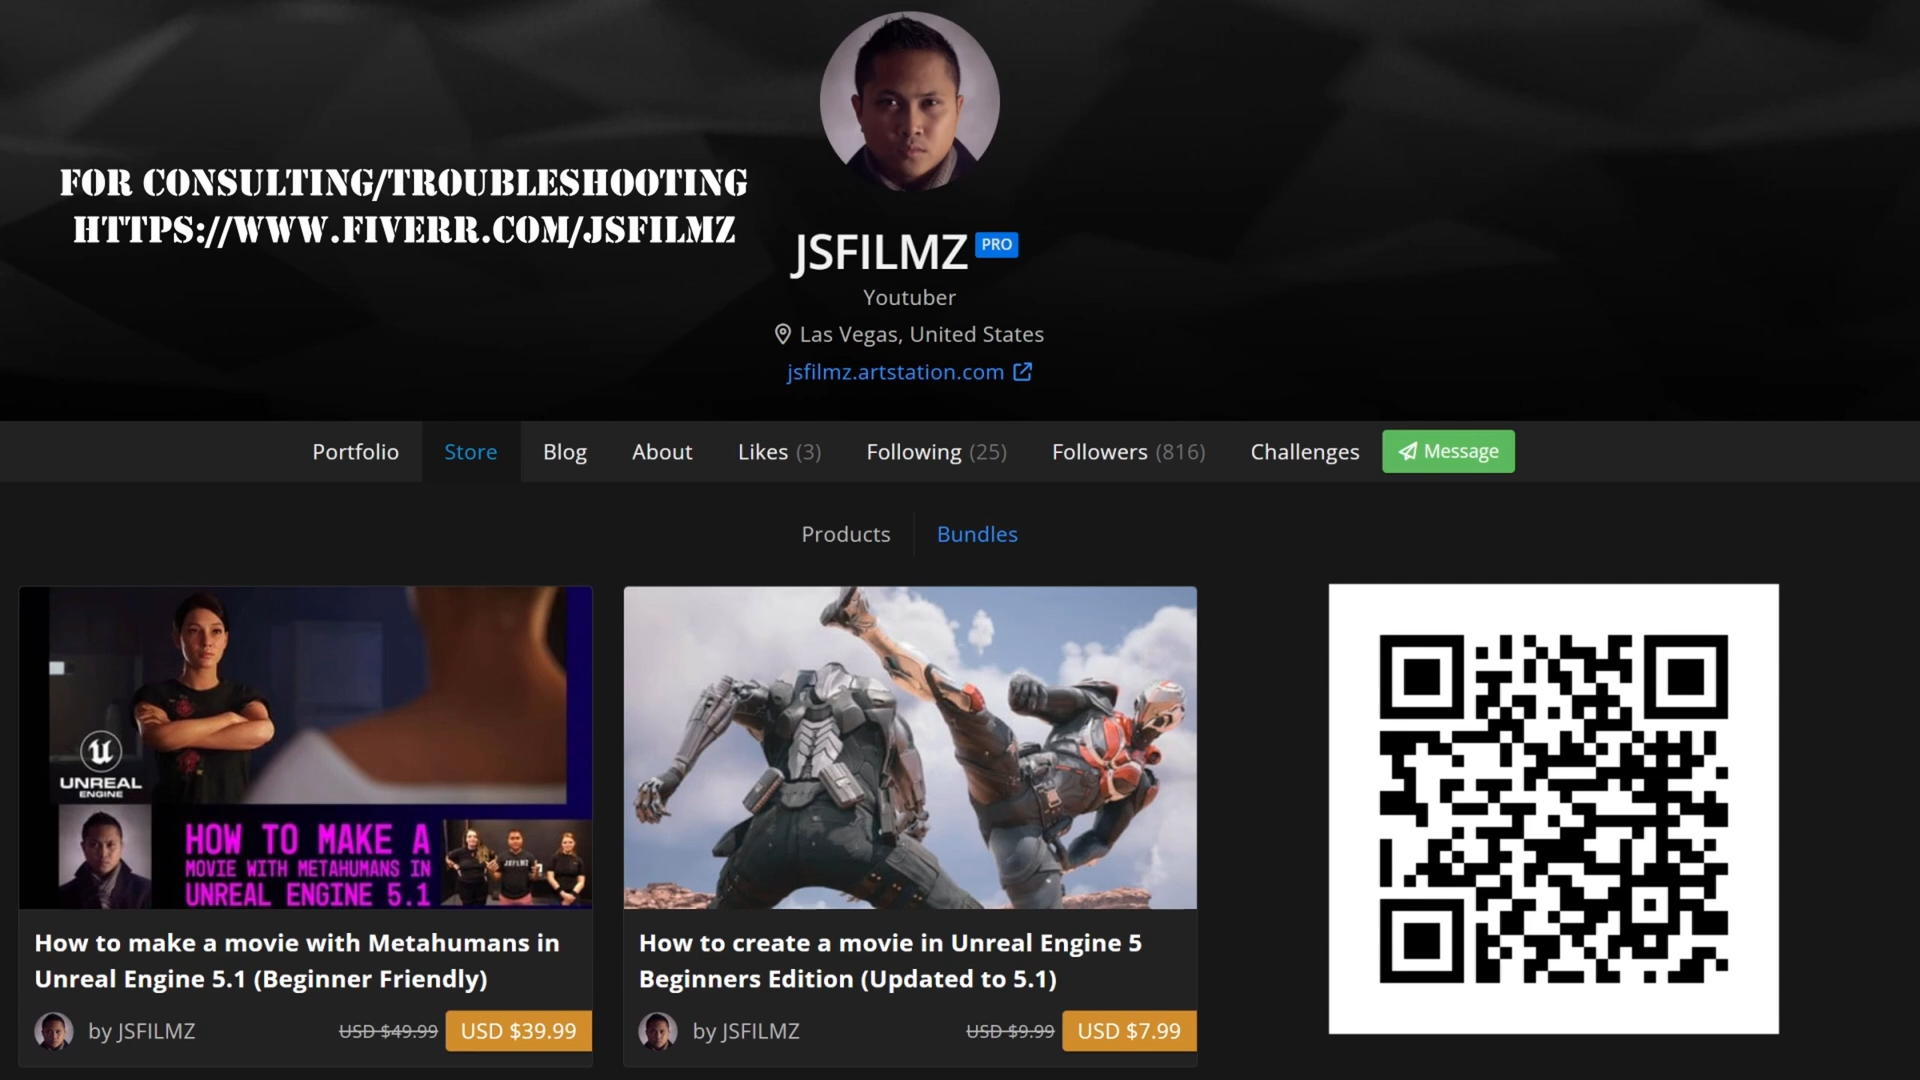 FOR CONSULTING/TROUBLESHOOTING
HTTPS://WWW.FIVERR.COM/JSFILMZ
JSFILMZ PRO
Youtuber
Las Vegas, United States
jsfilmz.artstation.com
Portfolio Store Blog About Likes (3) Following (25) Followers (816) Challenges Message
Products Bundles
UNREAL
ENGINE
HOW TO MAKE A
MOVIE WITH METAHUMANS IN
UNREAL ENGINE 5.1
JSFILMZ
How to make a movie with Metahumans in
Unreal Engine 5.1 (Beginner Friendly)
by JSFILMZ USD $49.99 USD $39.99
How to create a movie in Unreal Engine 5
Beginners Edition (Updated to 5.1)
by JSFILMZ USD $9.99 USD $7.99